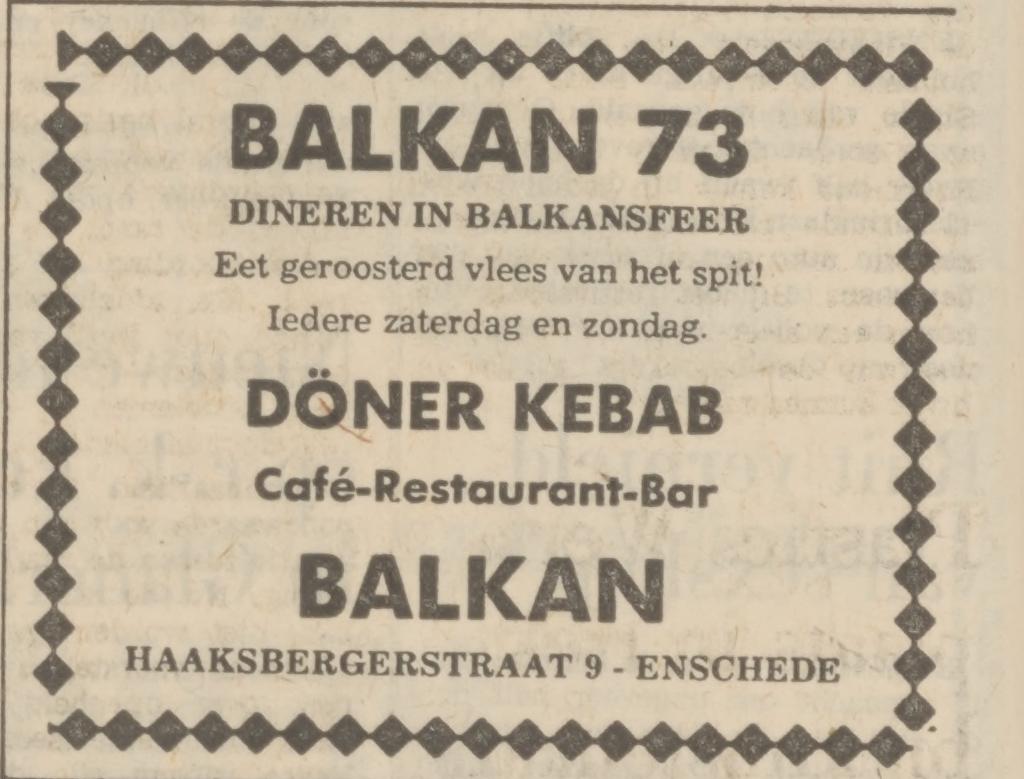 BALKAN 73
DINEREN IN BALKANSFEER
Eet geroosterd vlees van het spit!
Iedere zaterdag en zondag.
DÖNER KEBAB
Café-Restaurant-Bar
BALKAN
HAAKSBERGERSTRAAT 9 - ENSCHEDE